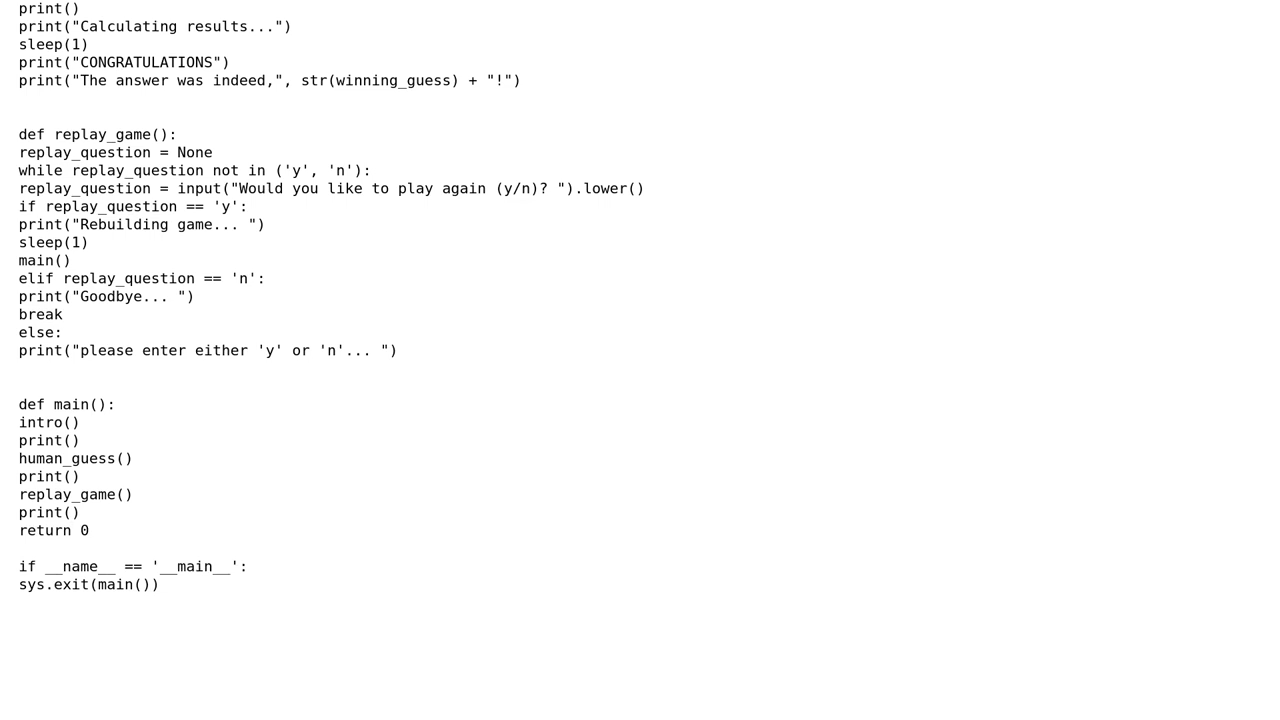 print()
print("Calculating results...")
sleep(1)
print("CONGRATULATIONS")
print("The answer was indeed,", str(winning_guess) + "!")
def replay_game():
replay_question = None
while replay_question not in ('y', 'n'):
replay_question = input("Would you like to play again (y/n)? ").lower()
if replay_question == 'y':
print("Rebuilding game... ")
sleep(1)
main()
elif replay_question == 'n':
print("Goodbye... ")
break
else:
print("please enter either 'y' or 'n'... ")
def main():
intro()
print()
human_guess()
print()
replay_game()
print()
return 0
if __name__ == '__main__':
sys.exit(main())